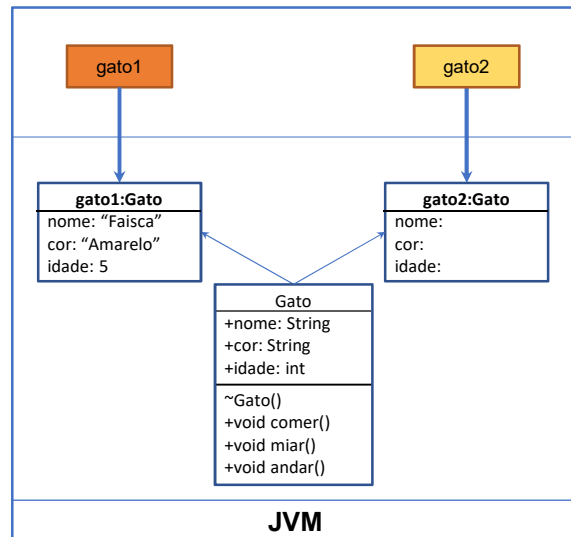 gato1
gato2
gato1:Gato
nome: “Faisca”
cor: “Amarelo”
idade: 5
gato2:Gato
nome:
cor:
idade:
Gato
+nome: String
+cor: String
+idade: int
~Gato()
+void comer()
+void miar()
+void andar()
JVM